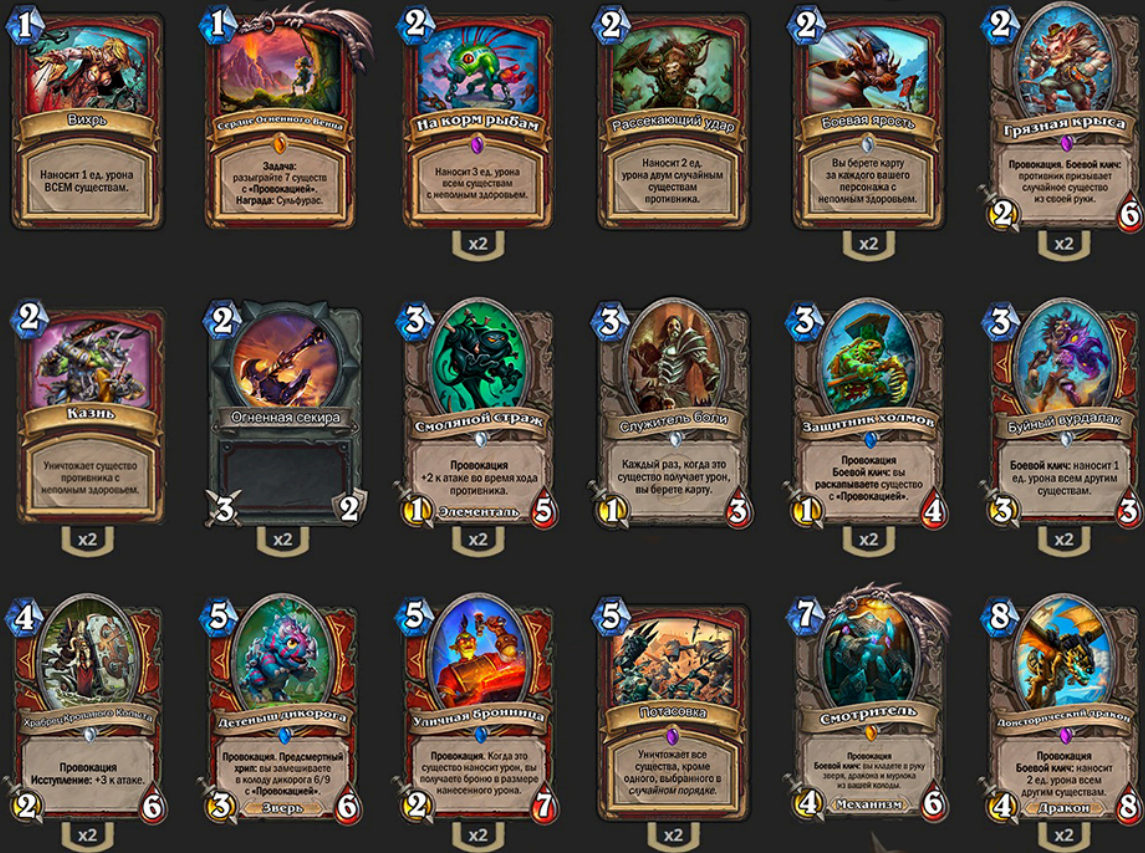 1
Вихрь
Наносит 1 ед. урона
ВСЕМ существам.
1
Сердце Огненного Венца
Задача:
разыграйте 7 существ
с «Провокацией».
Награда: Сульфурас.
2
На корм рыбам
Наносит 3 ед. урона
всем существам
с неполным здоровьем.
x2
2
Рассекающий удар
Наносит 2 ед.
урона двум случайным
существам
противника.
2
Боевая ярость
Вы берете карту
за каждого вашего
персонажа с
неполным здоровьем.
x2
2
Грязная крыса
Провокация. Боевой клич:
противник призывает
случайное существо
из своей руки.
2
6
x2
2
Казнь
Уничтожает существо
противника с
неполным здоровьем.
x2
2
Огненная секира
3
2
x2
3
Смоляной страж
Провокация
+2 к атаке во время хода
противника.
1
Элементаль
5
x2
3
Служитель боли
Каждый раз, когда это
существо получает урон,
вы берете карту.
1
3
3
Защитник холмов
Провокация
Боевой клич: вы
раскапываете существо
с «Провокацией».
1
4
x2
3
Буйный вурдалак
Боевой клич: наносит 1
ед. урона всем другим
существам.
3
3
x2
4
Храбрец Кровавого Копыта
Провокация
Исступление: +3 к атаке.
2
6
x2
5
Детеныш дикорога
Провокация. Предсмертный
хрип: вы замешиваете
в колоду дикорога 6/9
с «Провокацией».
3
Зверь
6
x2
5
Уличная бронница
Провокация. Когда это
существо наносит урон, вы
получаете броню в размере
нанесенного урона.
2
7
x2
5
Потасовка
Уничтожает все
существа, кроме
одного, выбранного в
случайном порядке.
x2
7
Смотритель
Провокация
Боевой клич: вы кладете в руку
зверя, дракона и мурлока
из вашей колоды.
4
Механизм
6
8
Доисторический дракон
Провокация
Боевой клич: наносит
2 ед. урона всем
другим существам.
4
Дракон
8
x2